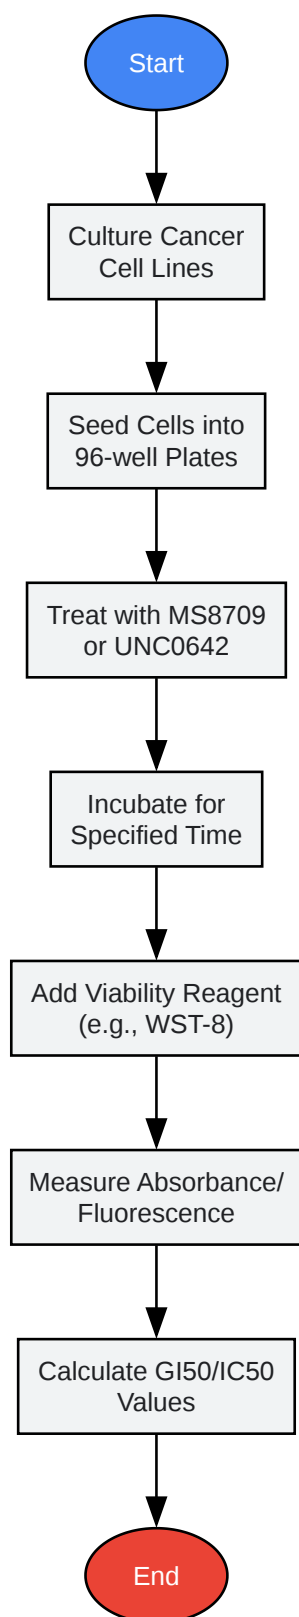 Start
Culture Cancer
Cell Lines
Seed Cells into
96-well Plates
Treat with MS8709
or UNC0642
Incubate for
Specified Time
Add Viability Reagent
(e.g., WST-8)
Measure Absorbance/
Fluorescence
Calculate GI50/IC50
Values
End